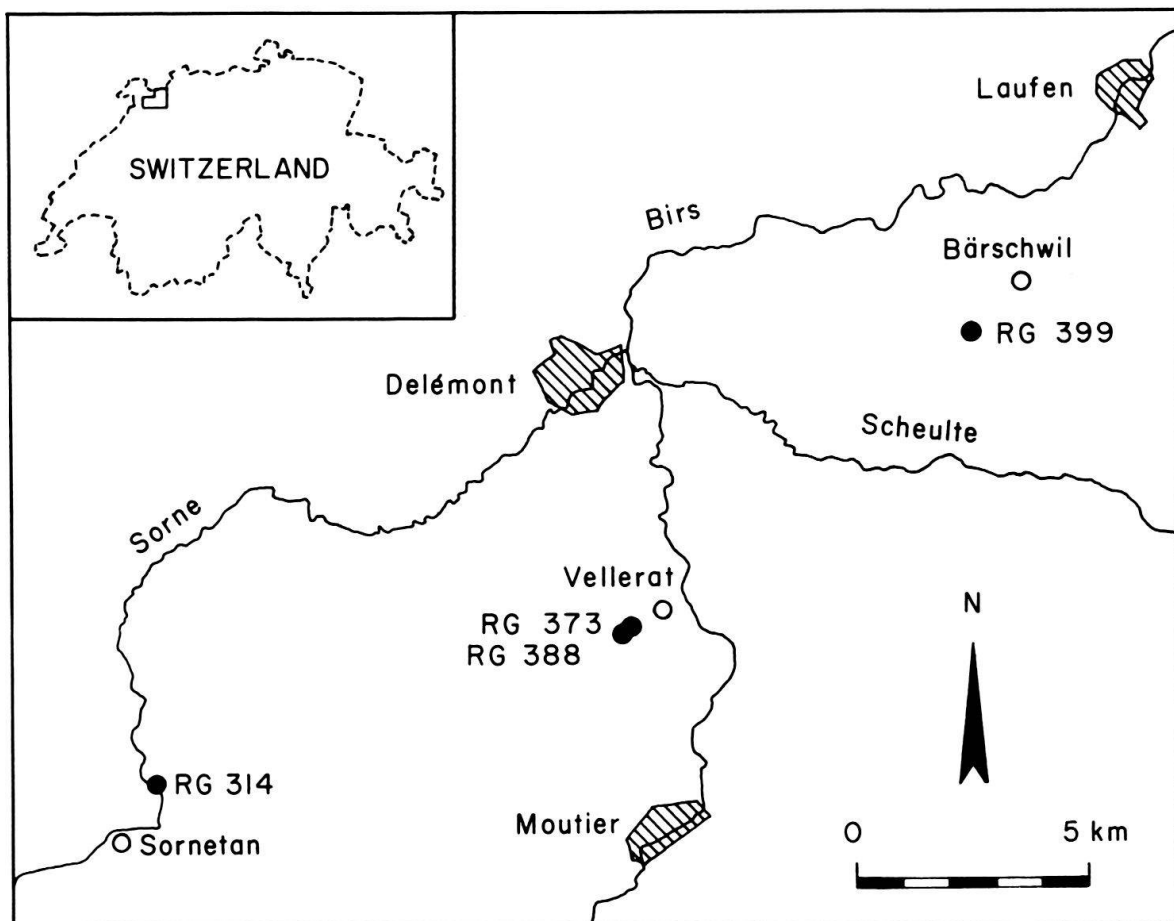 SWITZERLAND
Laufen
Birs
Bärschwil
RG 399
Delémont
Scheulte
Sorne
Vellerat
RG 373
RG 388
N
RG 314
Moutier
0 5 km
Sornetan